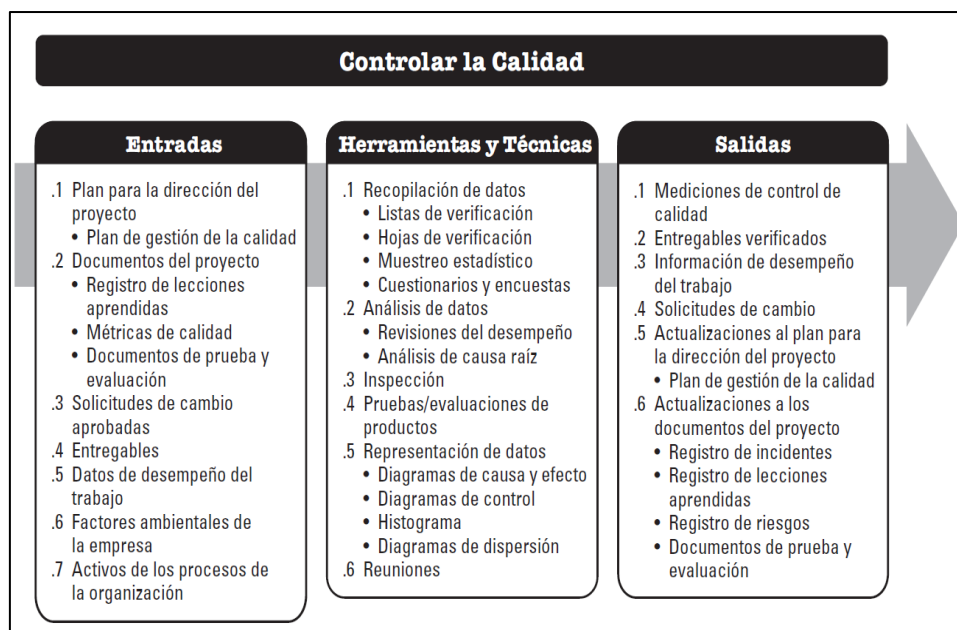 Controlar la Calidad
Entradas
.1 Plan para la dirección del
proyecto
• Plan de gestión de la calidad
.2 Documentos del proyecto
• Registro de lecciones
aprendidas
• Métricas de calidad
• Documentos de prueba y
evaluación
.3 Solicitudes de cambio
aprobadas
.4 Entregables
.5 Datos de desempeño del
trabajo
.6 Factores ambientales de
la empresa
.7 Activos de los procesos de
la organización
Herramientas y Técnicas
.1 Recopilación de datos
• Listas de verificación
• Hojas de verificación
• Muestreo estadístico
• Cuestionarios y encuestas
.2 Análisis de datos
• Revisiones del desempeño
• Análisis de causa raíz
.3 Inspección
.4 Pruebas/evaluaciones de
productos
.5 Representación de datos
• Diagramas de causa y efecto
• Diagramas de control
• Histograma
• Diagramas de dispersión
.6 Reuniones
Salidas
.1 Mediciones de control de
calidad
.2 Entregables verificados
.3 Información de desempeño
del trabajo
.4 Solicitudes de cambio
.5 Actualizaciones al plan para
la dirección del proyecto
• Plan de gestión de la calidad
.6 Actualizaciones a los
documentos del proyecto
• Registro de incidentes
• Registro de lecciones
aprendidas
• Registro de riesgos
• Documentos de prueba y
evaluación